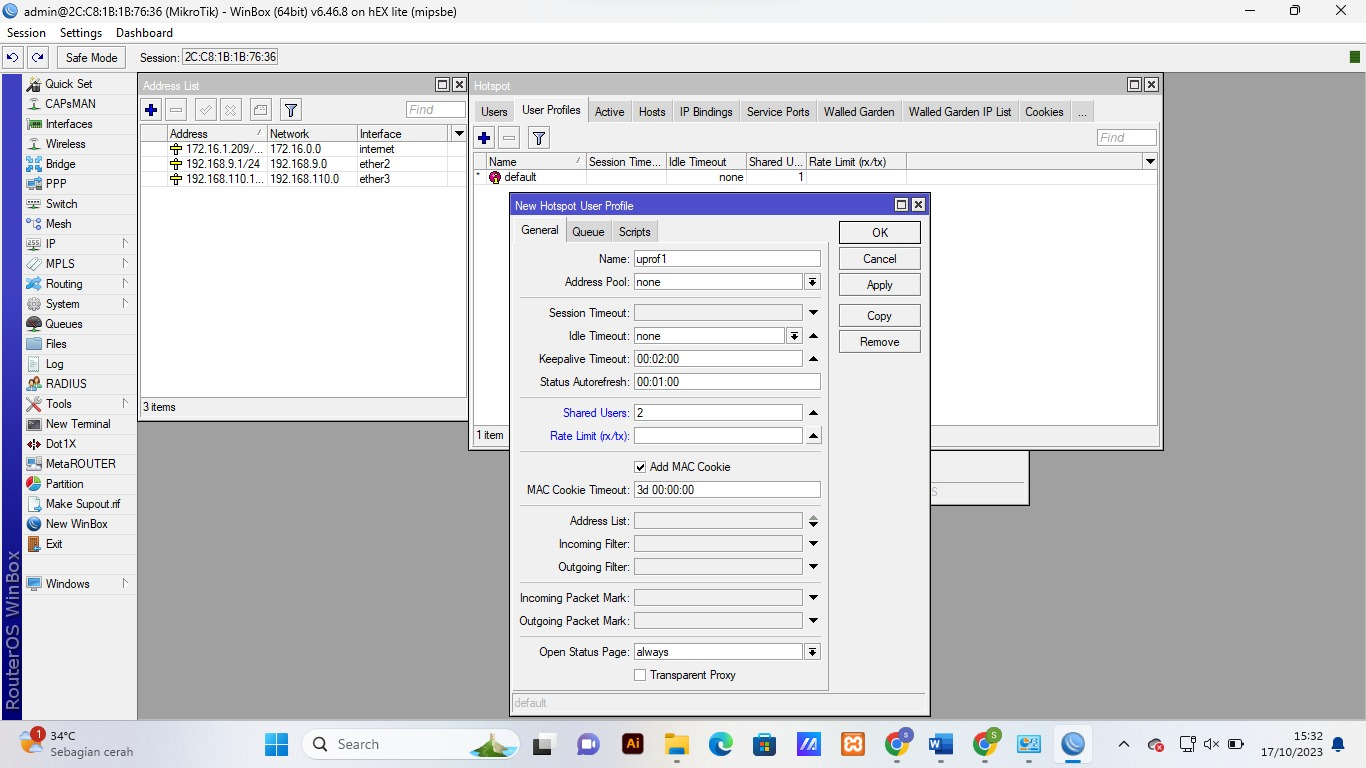 admin@2C:C8:1B:1B:76:36 (MikroTik) - WinBox (64bit) v6.46.8 on hEX lite (mipsbe)
Session Settings Dashboard
Safe Mode Session: 2C:C8:1B:1B:76:36
Quick Set
CAPsMAN
Interfaces
Wireless
Bridge
PPP
Switch
Mesh
IP
MPLS
Routing
System
Queues
Files
Log
RADIUS
Tools
New Terminal
Dot1X
MetaROUTER
Partition
Make Supout.rif
New WinBox
Exit
Windows
RouterOS WinBox
Address List
Find
Address Network Interface
172.16.1.209/... 172.16.0.0 internet
192.168.9.1/24 192.168.9.0 ether2
192.168.110.1... 192.168.110.0 ether3
3 items
Hotspot
Users User Profiles Active Hosts IP Bindings Service Ports Walled Garden Walled Garden IP List Cookies ...
Find
Name Session Time... Idle Timeout Shared U... Rate Limit (rx/tx)
* default none 1
1 item
New Hotspot User Profile
General Queue Scripts
Name: uprof1
Address Pool: none
Session Timeout:
Idle Timeout: none
Keepalive Timeout: 00:02:00
Status Autorefresh: 00:01:00
Shared Users: 2
Rate Limit (rx/tx):
Add MAC Cookie
MAC Cookie Timeout: 3d 00:00:00
Address List:
Incoming Filter:
Outgoing Filter:
Incoming Packet Mark:
Outgoing Packet Mark:
Open Status Page: always
Transparent Proxy
default
OK
Cancel
Apply
Copy
Remove
1
34°C
Sebagian cerah
Search
Ai
S
S
W
15:32
17/10/2023